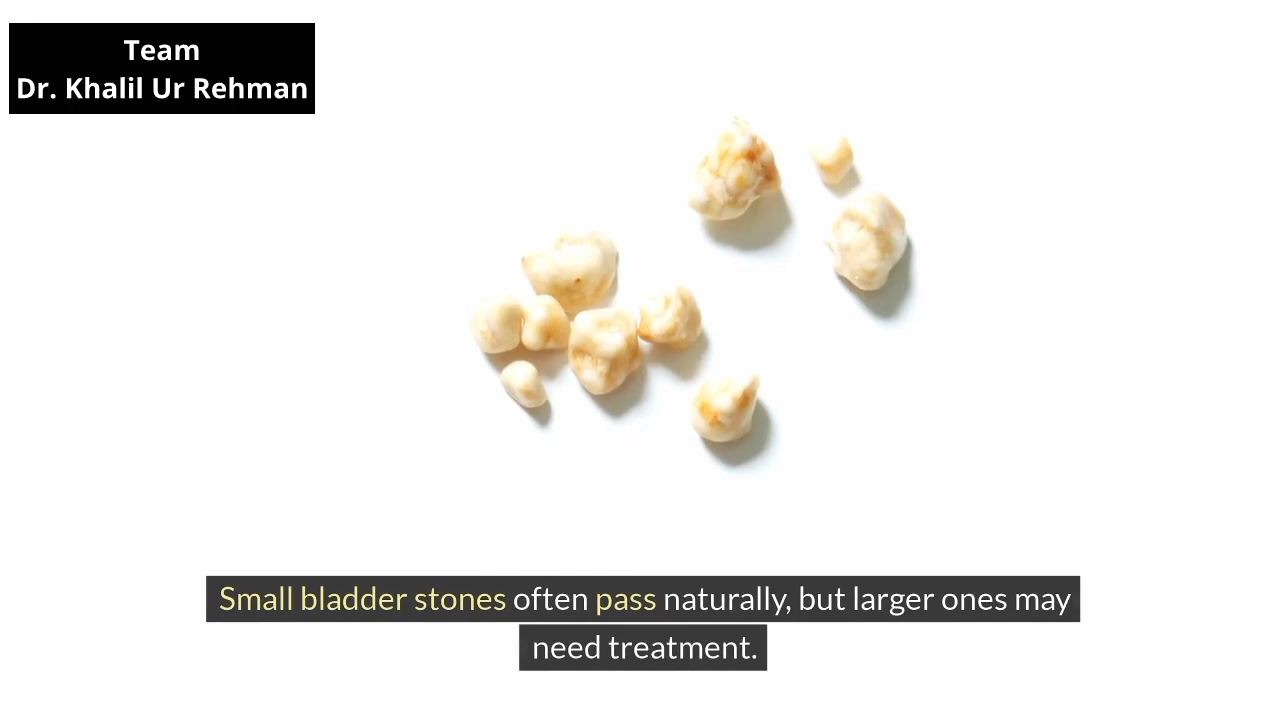 Team
Dr. Khalil Ur Rehman
Small bladder stones often pass naturally, but larger ones may
need treatment.